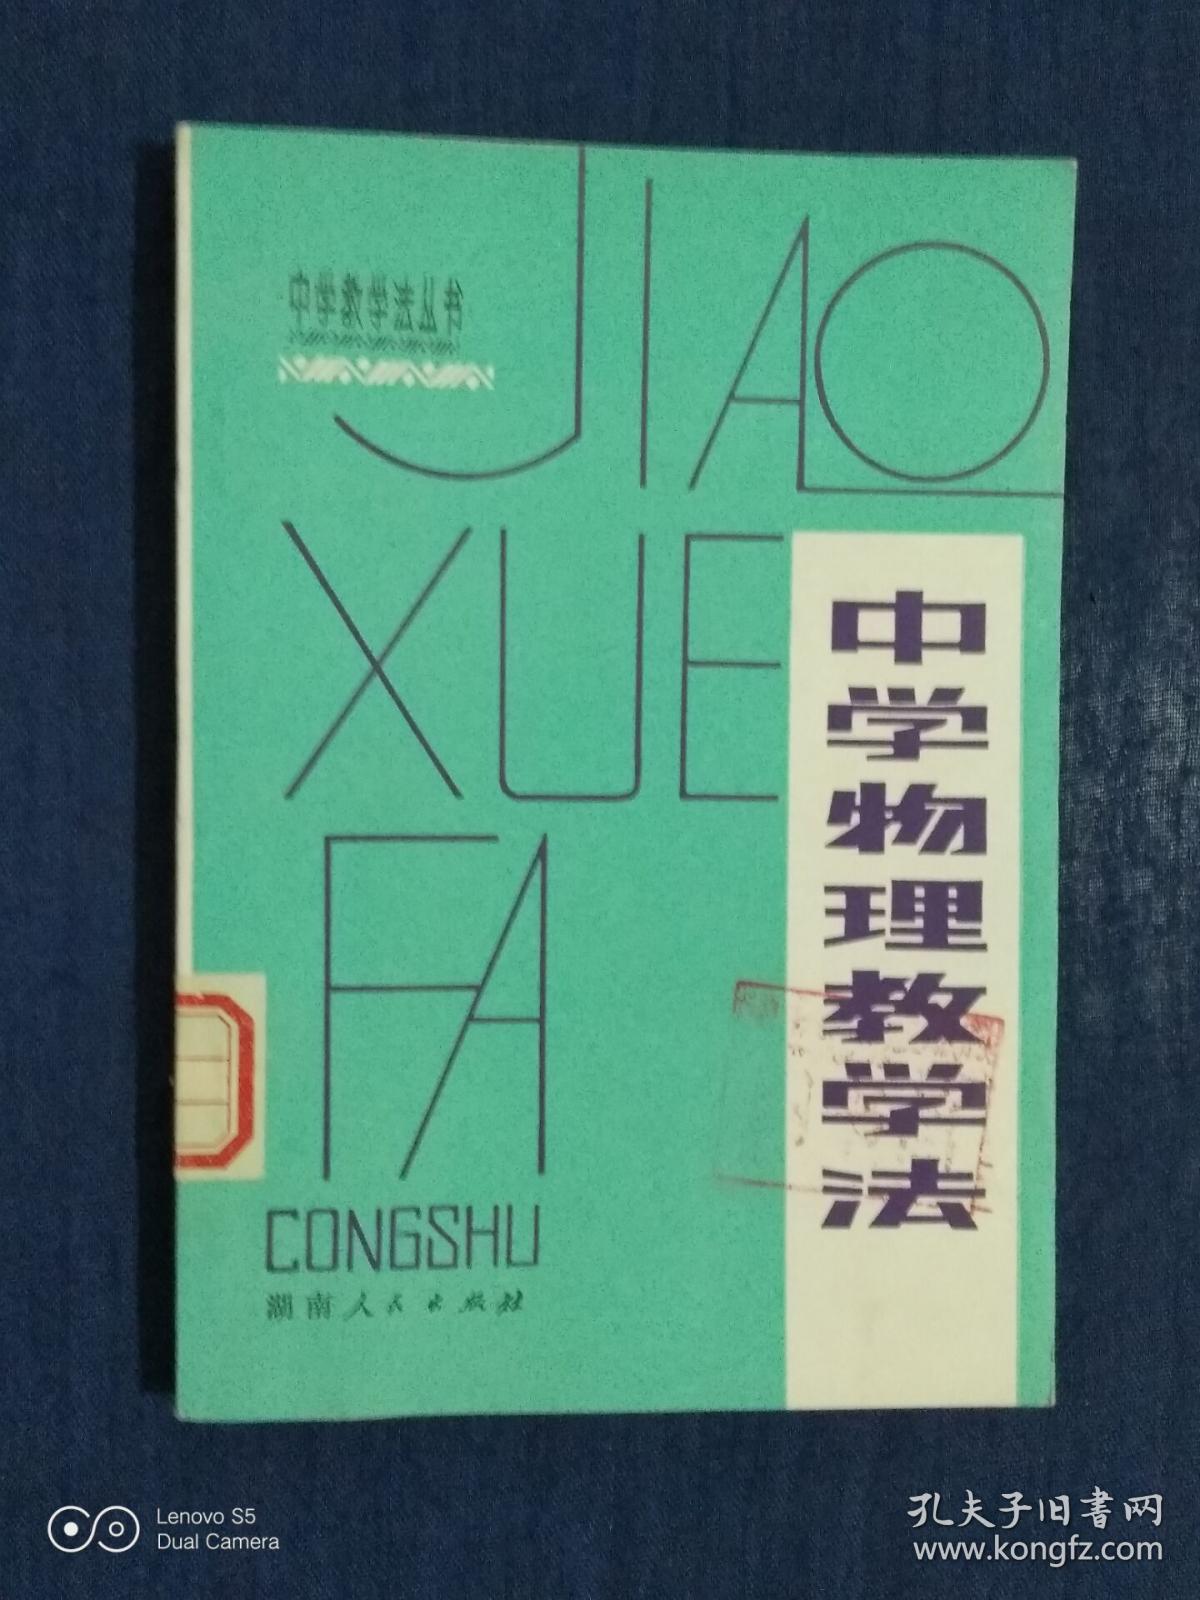 中学教学法丛书
JIAO
XUE
FA
CONGSHU
湖南人民出版社
中学物理教学法
Lenovo S5
Dual Camera
孔夫子旧书网
www.kongfz.com